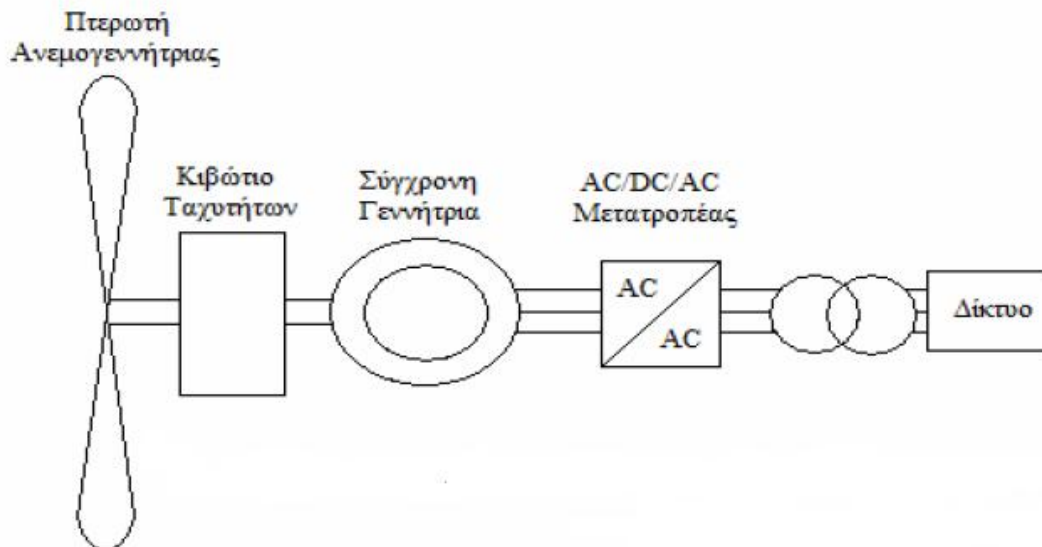 Πτερωτή
Ανεμογεννήτριας
Κιβώτιο
Ταχυτήτων
Σύγχρονη
Γεννήτρια
AC/DC/AC
Μετατροπέας
AC
AC
Δίκτυο